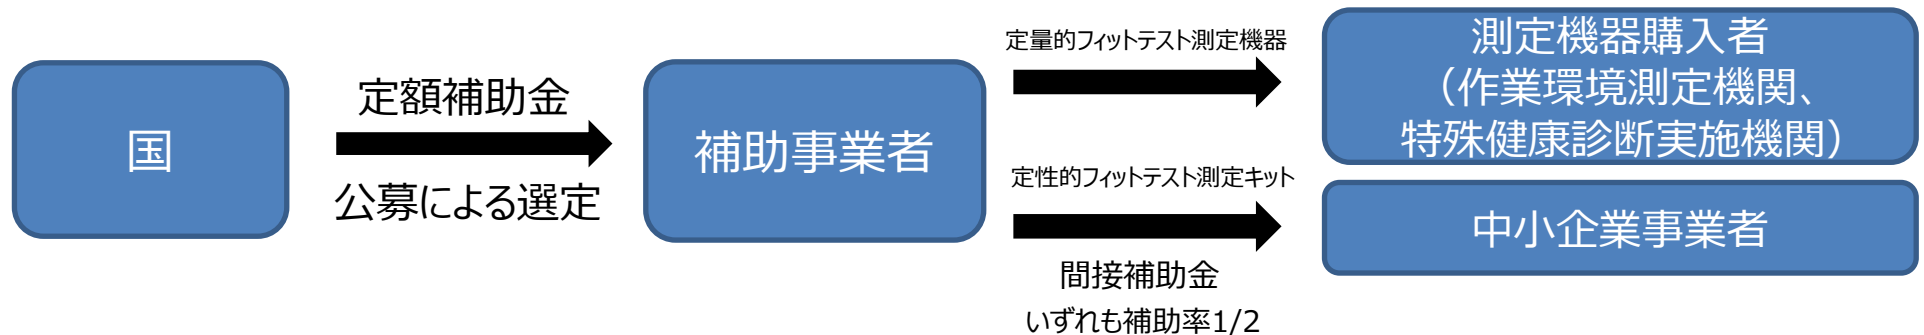 国
定額補助金
公募による選定
補助事業者
定量的フィットテスト測定機器
測定機器購入者
（作業環境測定機関、
特殊健康診断実施機関）
定性的フィットテスト測定キット
中小企業事業者
間接補助金
いずれも補助率1/2